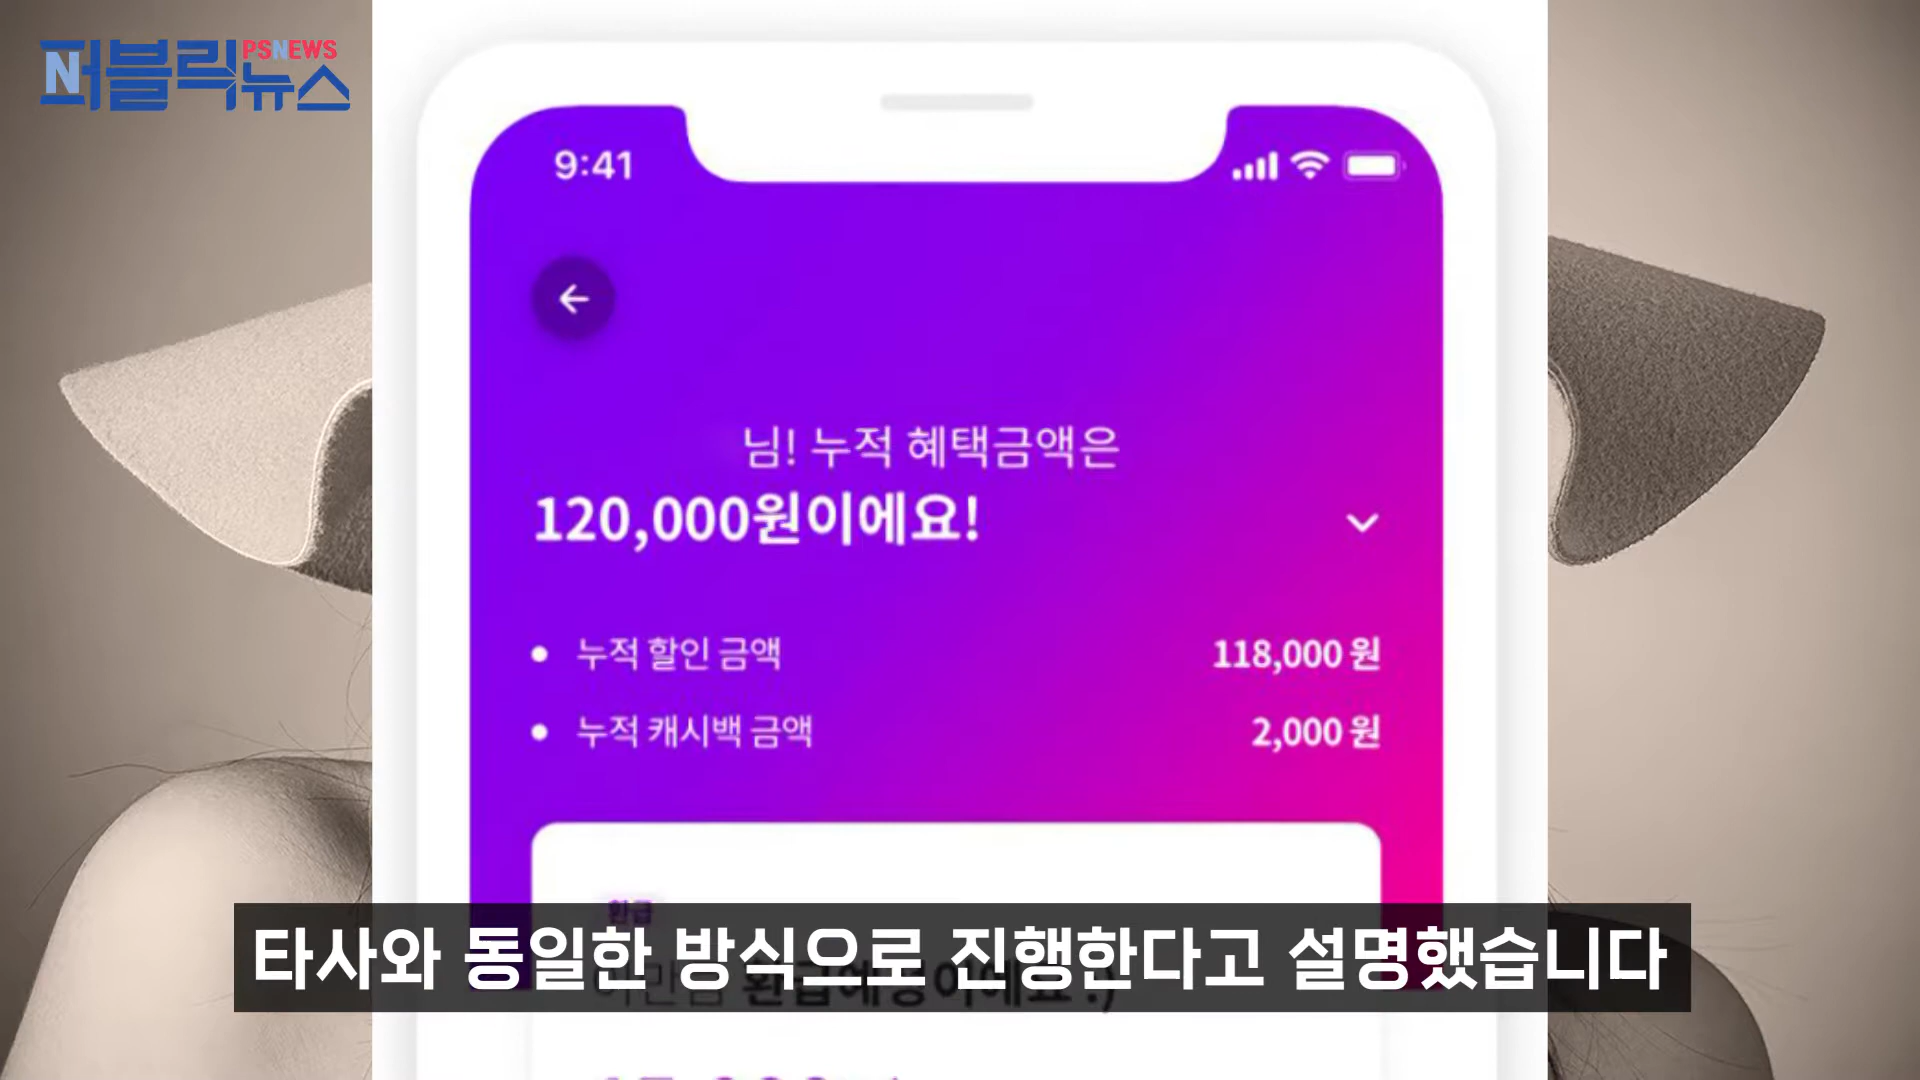 퍼블릭뉴스
PSNEWS
N
9:41
님! 누적 혜택금액은
120,000원이에요!
누적 할인 금액
118,000 원
누적 캐시백 금액
2,000 원
환급
타사와 동일한 방식으로 진행한다고 설명했습니다